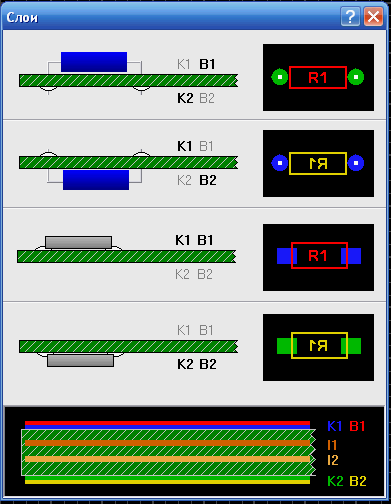 Слои
K1 B1
R1
K2 B2
K1 B1
R1
K2 B2
K1 B1
R1
K2 B2
K1 B1
R1
K2 B2
K1 B1
I1
I2
K2 B2